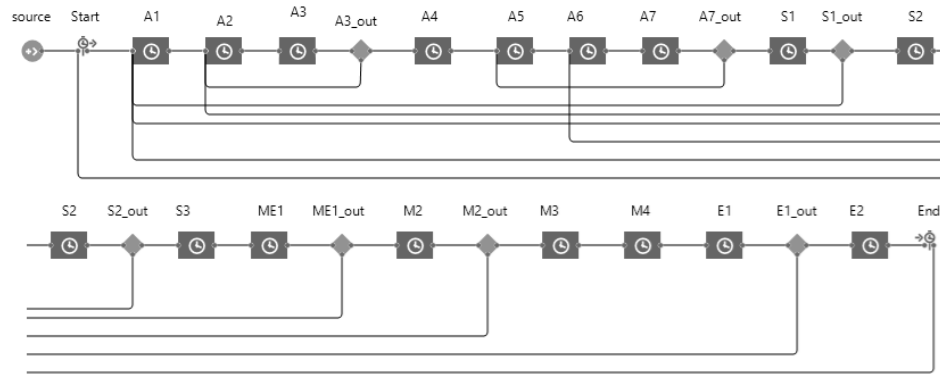 source Start A1 A2 A3 A3_out A4 A5 A6 A7 A7_out S1 S1_out S2
S2 S2_out S3 ME1 ME1_out M2 M2_out M3 M4 E1 E1_out E2 End